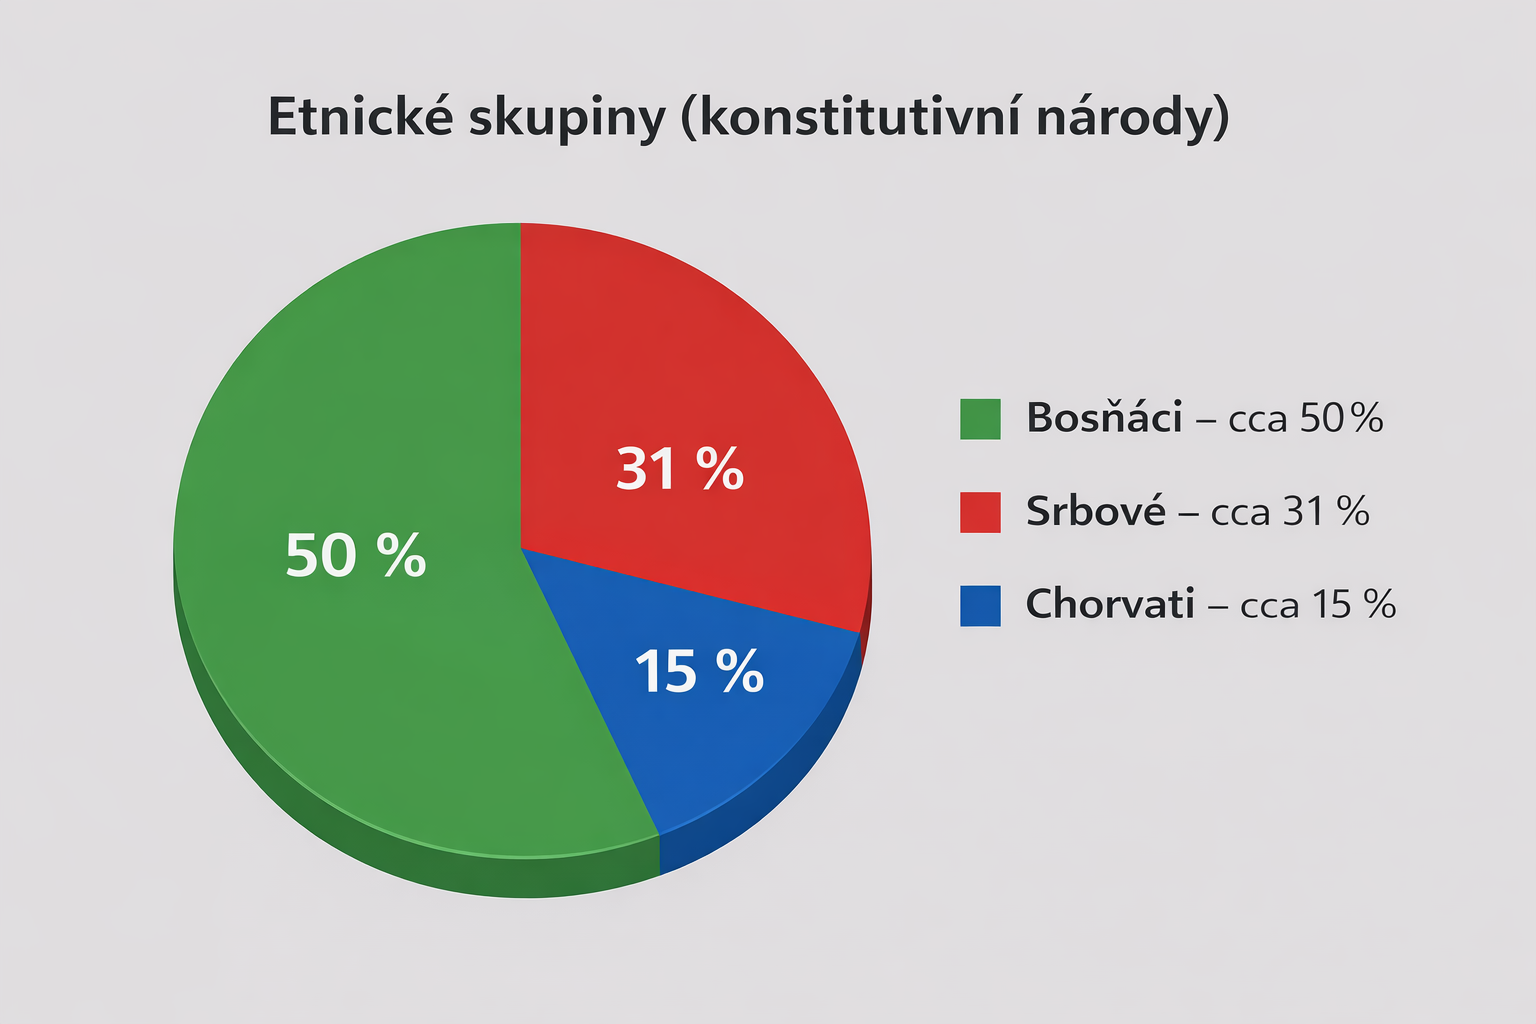 Etnické skupiny (konstitutivní národy)
31 %
50 %
15 %
Bosňáci – cca 50%
Srbové – cca 31 %
Chorvati – cca 15 %